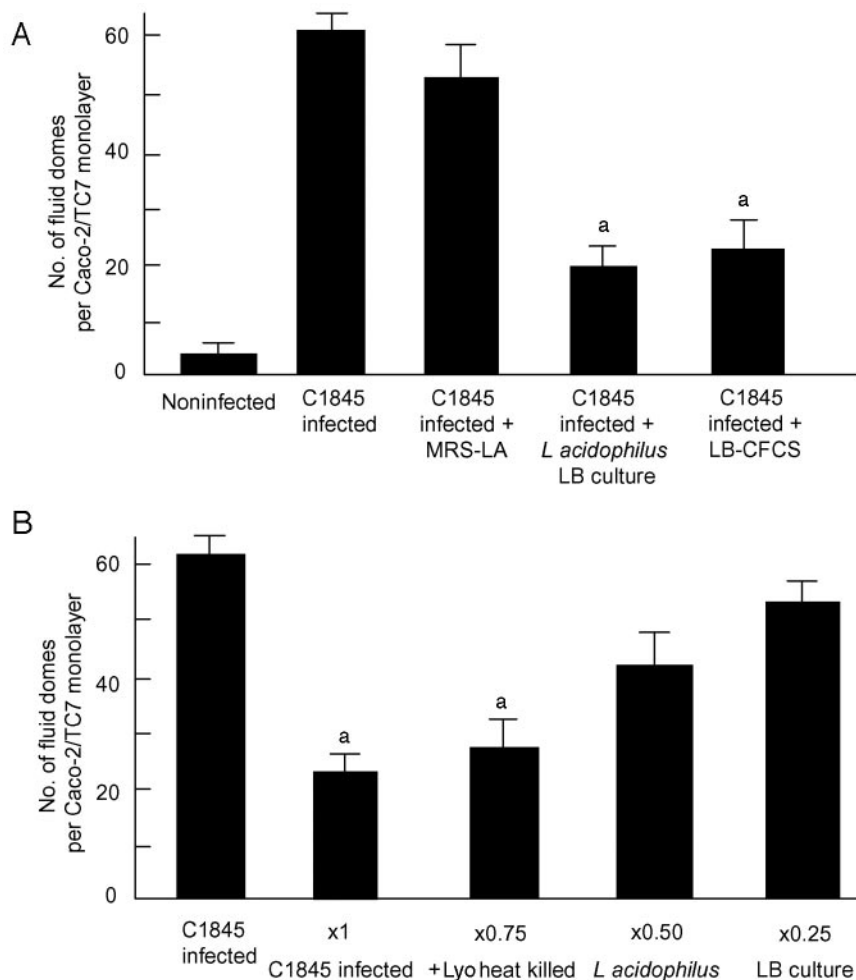 A
No. of fluid domes
per Caco-2/TC7 monolayer
60
40
20
0
a
a
Noninfected
C1845
infected
C1845
infected +
MRS-LA
C1845
infected +
L acidophilus
LB culture
C1845
infected +
LB-CFCS
B
No. of fluid domes
per Caco-2/TC7 monolayer
60
40
20
0
a
a
C1845
infected
x1
x0.75
x0.50
x0.25
C1845 infected
+Lyo heat killed
L acidophilus
LB culture